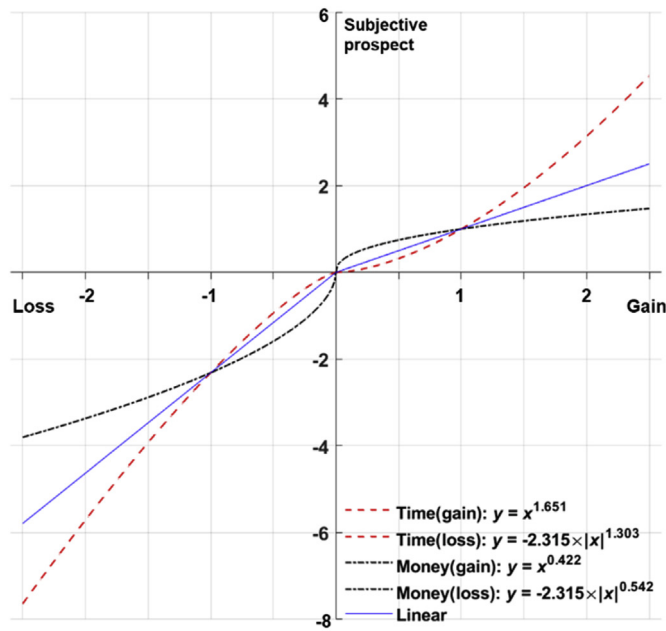 6
Subjective
prospect
4
2
Loss -2 -1 1 2 Gain
-2
-4
-6
-8
Time(gain): y = x^1.651
Time(loss): y = -2.315×|x|^1.303
Money(gain): y = x^0.422
Money(loss): y = -2.315×|x|^0.542
Linear